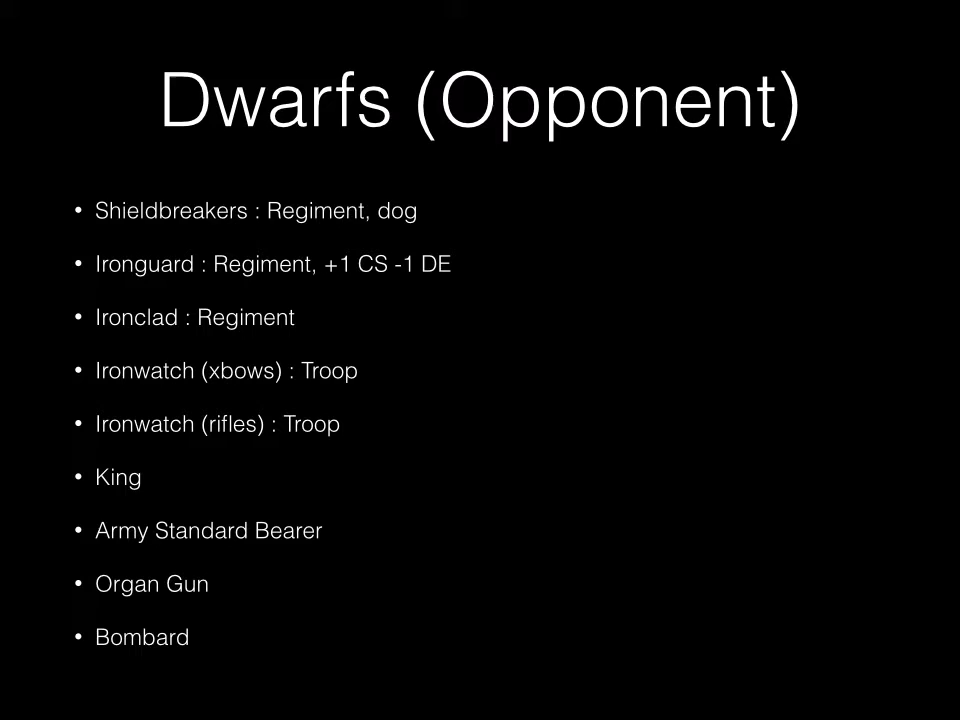 Dwarfs (Opponent)
• Shieldbreakers : Regiment, dog
• Ironguard : Regiment, +1 CS -1 DE
• Ironclad : Regiment
• Ironwatch (xbows) : Troop
• Ironwatch (rifles) : Troop
• King
• Army Standard Bearer
• Organ Gun
• Bombard